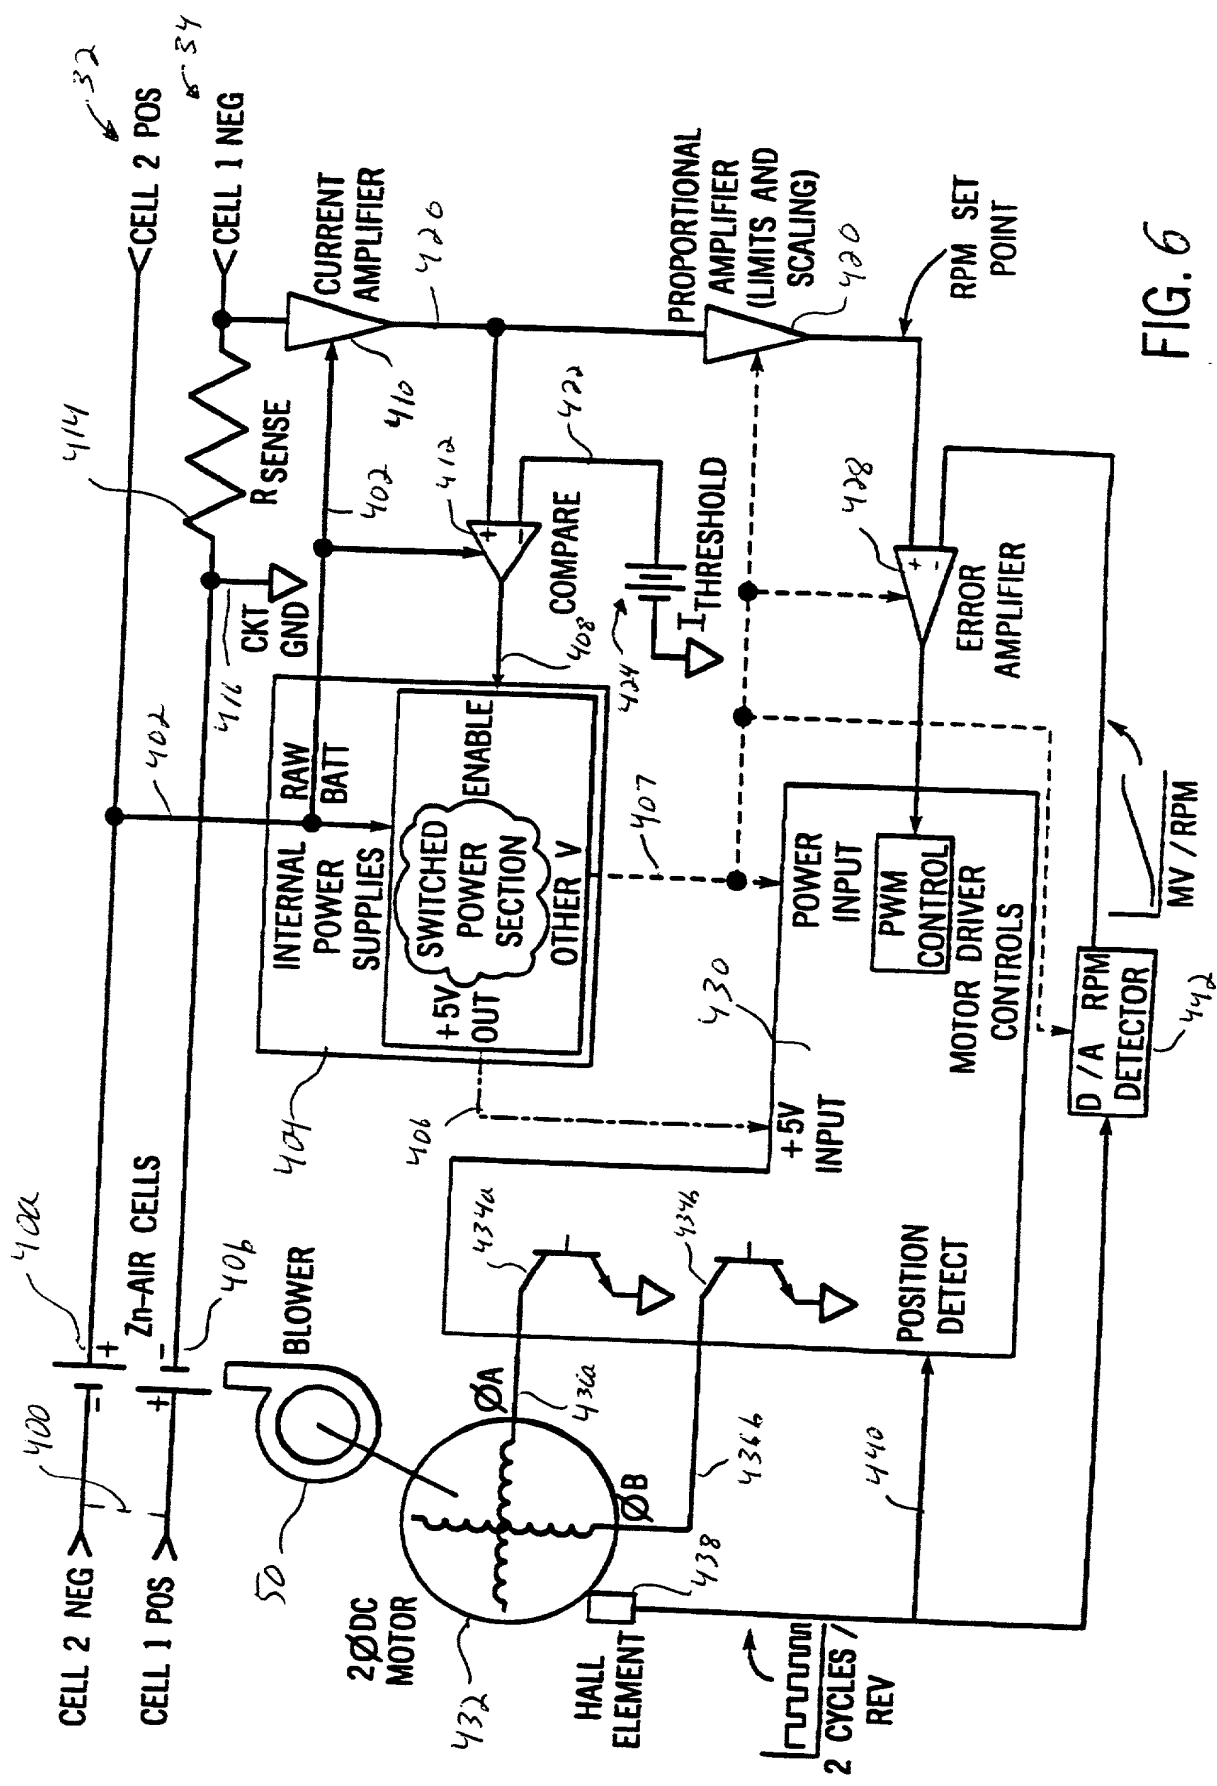 32
34
CELL 2 POS
CELL 1 NEG
414
R SENSE
CURRENT
AMPLIFIER
410
420
PROPORTIONAL
AMPLIFIER
(LIMITS AND
SCALING)
420
RPM SET
POINT
FIG. 6
402
416
CKT
GND
402
412
COMPARE
408
422
424
I THRESHOLD
428
ERROR
AMPLIFIER
RAW
BATT
INTERNAL
POWER
SUPPLIES
SWITCHED
POWER
SECTION
ENABLE
+5V
OUT
OTHER V
404
406
407
POWER
INPUT
PWM
CONTROL
MOTOR DRIVER
CONTROLS
430
+5V
INPUT
MV / RPM
D / A RPM
DETECTOR
442
400
40a
Zn-AIR CELLS
40b
CELL 2 NEG
CELL 1 POS
+
-
-
+
BLOWER
50
2ØDC
MOTOR
432
ØA
436a
434a
ØB
436b
434b
POSITION
DETECT
440
438
HALL
ELEMENT
2 CYCLES /
REV
+
-
+
-